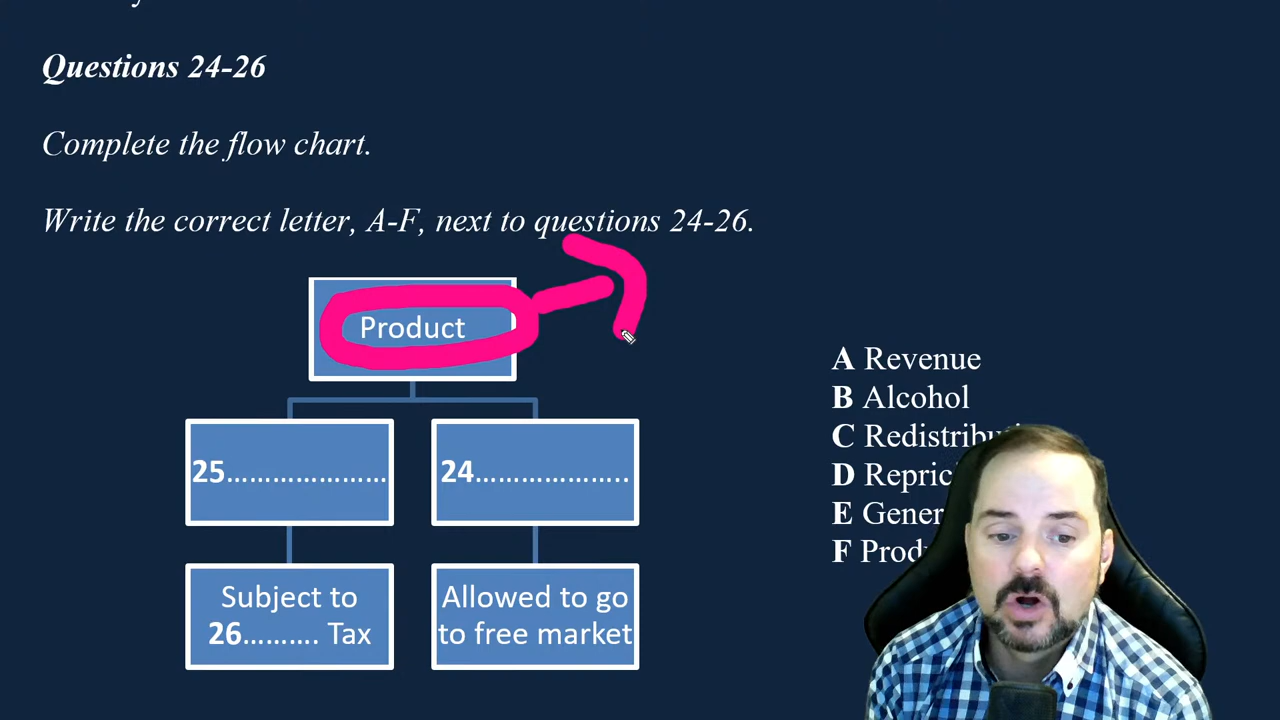 Questions 24-26
Complete the flow chart.
Write the correct letter, A-F, next to questions 24-26.
Product
25......................
24....................
Subject to
26.......... Tax
Allowed to go
to free market
A Revenue
B Alcohol
C
D
E
F